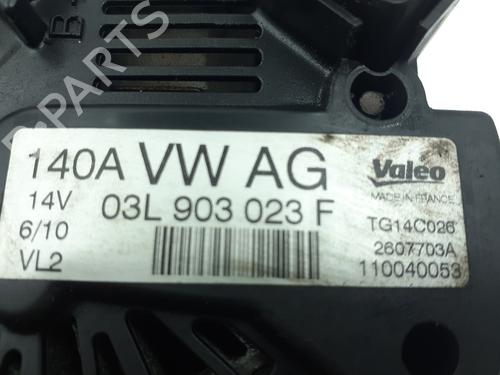 B-
B-PARTS
140A VW AG
14V
03L 903 023 F
6/10
VL2
Valeo
MADE IN FRANCE
TG14C026
2607703A
110040053